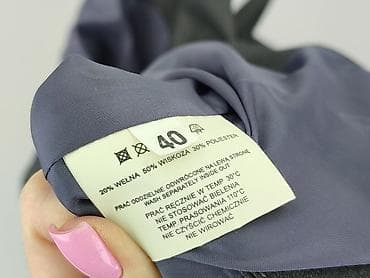 40
20% WEŁNA 50% WISKOZA 30% POLIESTER
PRAĆ ODDZIELNIE ODWRÓCONE NA LEWĄ STRONĘ
WASH SEPARATELY INSIDE OUT
PRAĆ RĘCZNIE W TEMP. 30°C
NIE STOSOWAĆ BIELENIA
TEMP. PRASOWANIA 110°C
NIE CZYŚCIĆ CHEMICZNIE
NIE WIROWAĆ